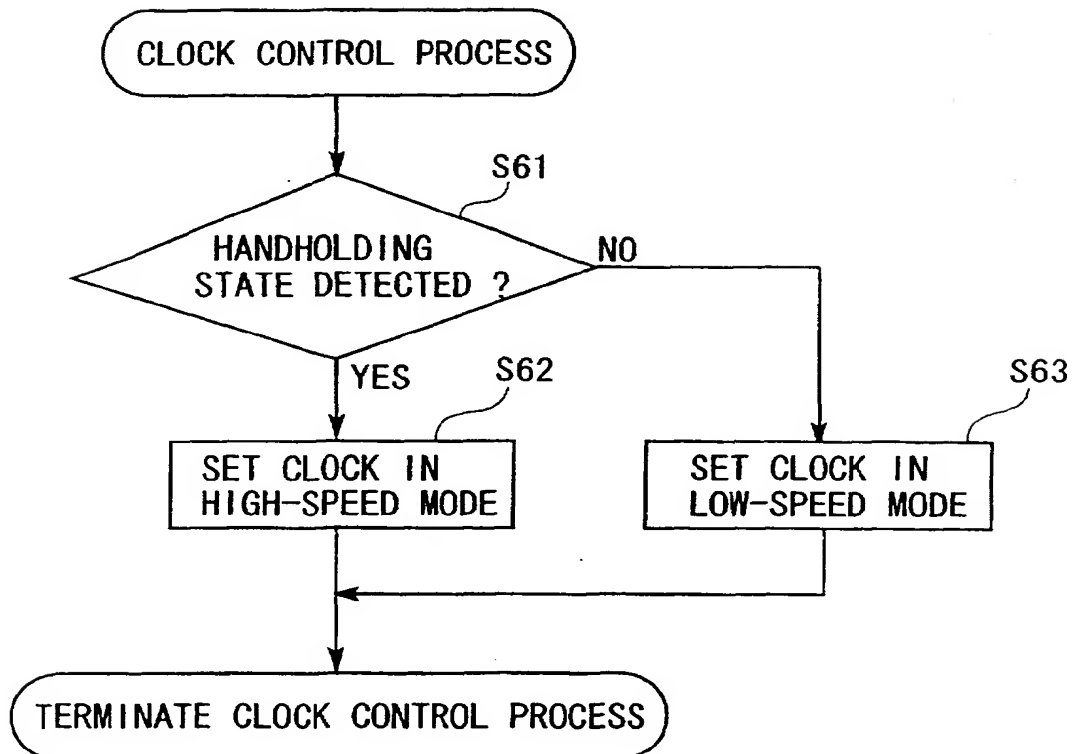 CLOCK CONTROL PROCESS
S61
HANDHOLDING
STATE DETECTED ?
NO
YES
S62
SET CLOCK IN
HIGH-SPEED MODE
S63
SET CLOCK IN
LOW-SPEED MODE
TERMINATE CLOCK CONTROL PROCESS